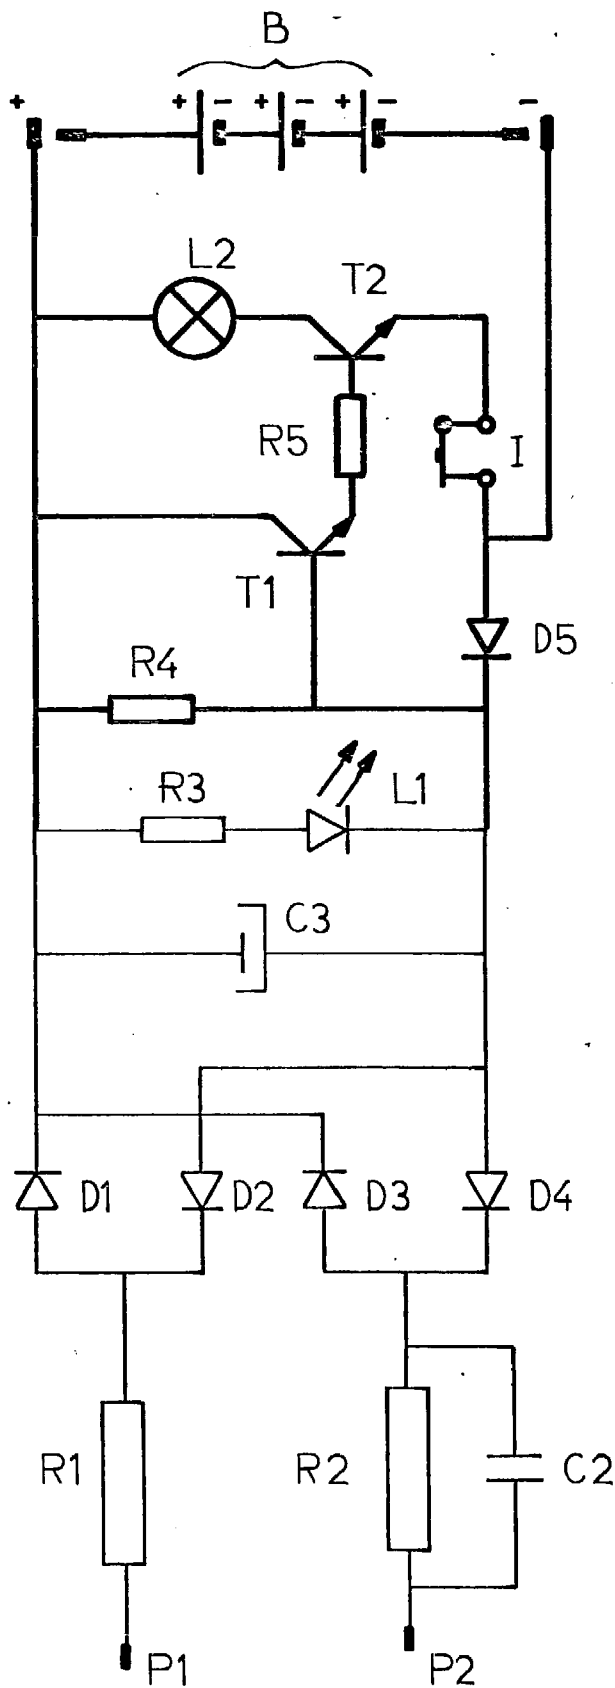 B
+ + - + - + - -
L2
T2
R5
I
T1
D5
R4
R3
L1
C3
D1 D2 D3 D4
R1 R2 C2
P1 P2